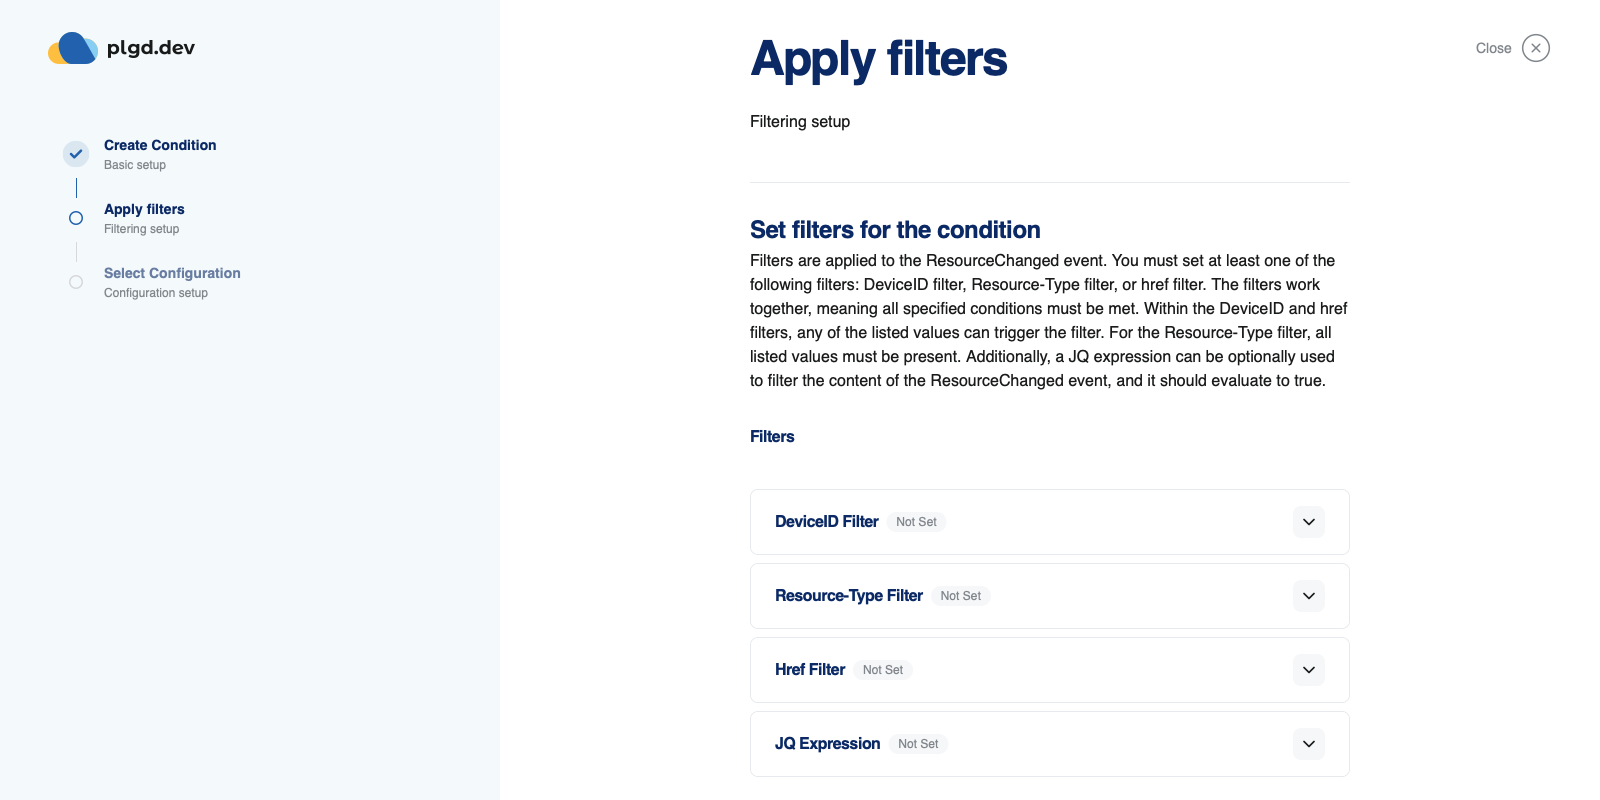 plgd.dev
Create Condition
Basic setup
Apply filters
Filtering setup
Select Configuration
Configuration setup
Close
Apply filters
Filtering setup
Set filters for the condition
Filters are applied to the ResourceChanged event. You must set at least one of the
following filters: DeviceID filter, Resource-Type filter, or href filter. The filters work
together, meaning all specified conditions must be met. Within the DeviceID and href
filters, any of the listed values can trigger the filter. For the Resource-Type filter, all
listed values must be present. Additionally, a JQ expression can be optionally used
to filter the content of the ResourceChanged event, and it should evaluate to true.
Filters
DeviceID Filter Not Set
Resource-Type Filter Not Set
Href Filter Not Set
JQ Expression Not Set